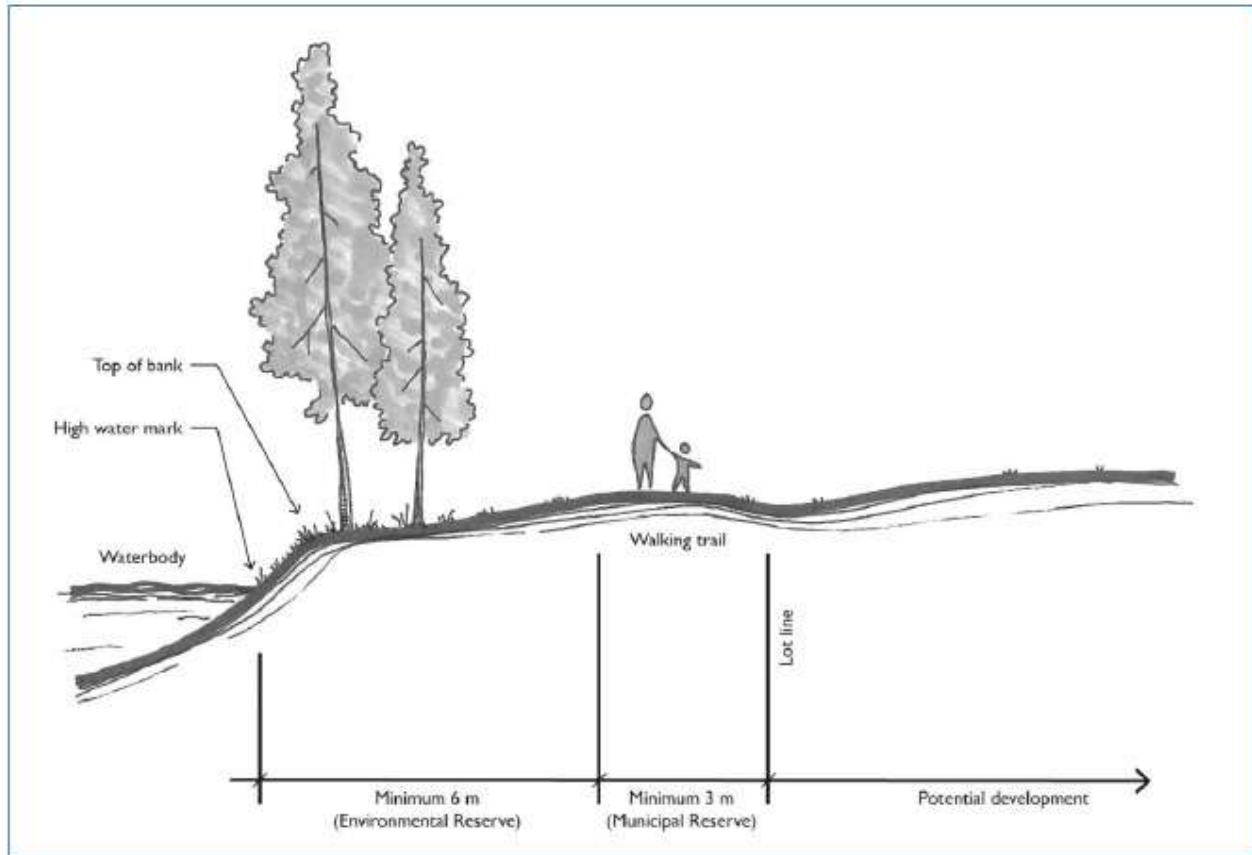 Top of bank
High water mark
Waterbody
Walking trail
Lot line
Minimum 6 m
(Environmental Reserve)
Minimum 3 m
(Municipal Reserve)
Potential development